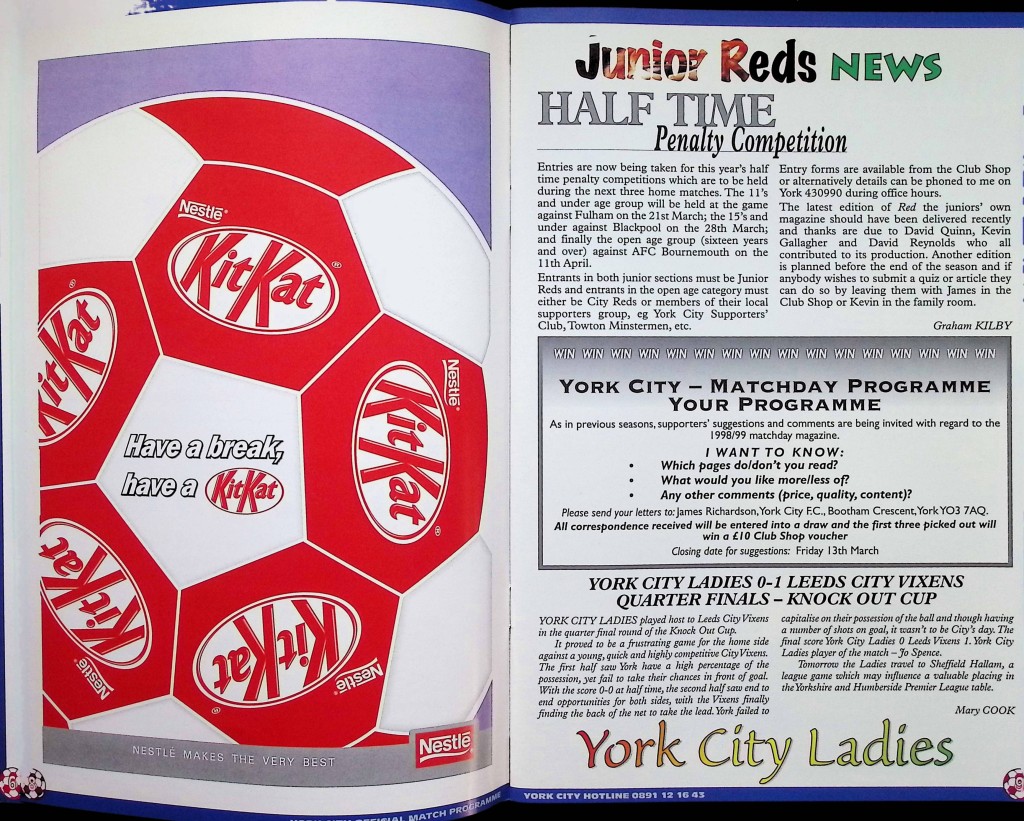 Nestlé
KitKat
KitKat
Nestlé
KitKat
Have a break,
have a KitKat
KitKat
Nestlé
KitKat
Nestlé
NESTLÉ MAKES THE VERY BEST
Nestlé
OFFICIAL MATCH PROGRAMME
Junior Reds NEWS
HALF TIME
Penalty Competition
Entries are now being taken for this year's half
time penalty competitions which are to be held
during the next three home matches. The 11's
and under age group will be held at the game
against Fulham on the 21st March; the 15's and
under against Blackpool on the 28th March;
and finally the open age group (sixteen years
and over) against AFC Bournemouth on the
11th April.
Entrants in both junior sections must be Junior
Reds and entrants in the open age category must
either be City Reds or members of their local
supporters group, eg York City Supporters'
Club, Towton Minstermen, etc.
Entry forms are available from the Club Shop
or alternatively details can be phoned to me on
York 430990 during office hours.
The latest edition of Red the juniors' own
magazine should have been delivered recently
and thanks are due to David Quinn, Kevin
Gallagher and David Reynolds who all
contributed to its production. Another edition
is planned before the end of the season and if
anybody wishes to submit a quiz or article they
can do so by leaving them with James in the
Club Shop or Kevin in the family room.
Graham KILBY
WIN WIN WIN WIN WIN WIN WIN WIN WIN WIN WIN WIN WIN WIN WIN WIN
YORK CITY – MATCHDAY PROGRAMME
YOUR PROGRAMME
As in previous seasons, supporters' suggestions and comments are being invited with regard to the
1998/99 matchday magazine.
I WANT TO KNOW:
• Which pages do/don't you read?
• What would you like more/less of?
• Any other comments (price, quality, content)?
Please send your letters to: James Richardson, York City F.C., Bootham Crescent, York YO3 7AQ.
All correspondence received will be entered into a draw and the first three picked out will
win a £10 Club Shop voucher
Closing date for suggestions: Friday 13th March
YORK CITY LADIES 0-1 LEEDS CITY VIXENS
QUARTER FINALS – KNOCK OUT CUP
YORK CITY LADIES played host to Leeds City Vixens
in the quarter final round of the Knock Out Cup.
It proved to be a frustrating game for the home side
against a young, quick and highly competitive City Vixens.
The first half saw York have a high percentage of the
possession, yet fail to take their chances in front of goal.
With the score 0-0 at half time, the second half saw end to
end opportunities for both sides, with the Vixens finally
finding the back of the net to take the lead. York failed to
capitalise on their possession of the ball and though having
a number of shots on goal, it wasn't to be City's day. The
final score York City Ladies 0 Leeds Vixens 1. York City
Ladies player of the match – Jo Spence.
Tomorrow the Ladies travel to Sheffield Hallam, a
league game which may influence a valuable placing in
the Yorkshire and Humberside Premier League table.
Mary COOK
York City Ladies
YORK CITY HOTLINE 0891 12 16 43